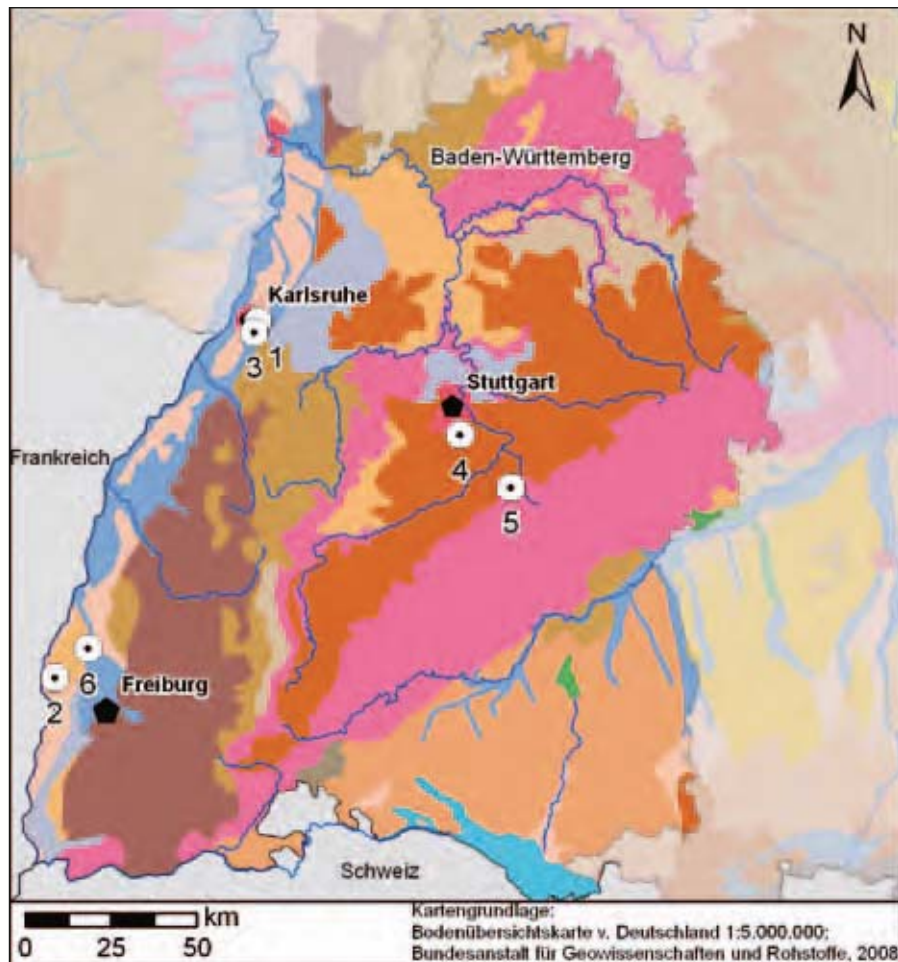 N
Baden-Württemberg
Karlsruhe
3 1
Stuttgart
Frankreich
4
5
6 Freiburg
2
Schweiz
km
0 25 50
Kartengrundlage:
Bodenübersichtskarte v. Deutschland 1:5.000.000;
Bundesanstalt für Geowissenschaften und Rohstoffe, 2008